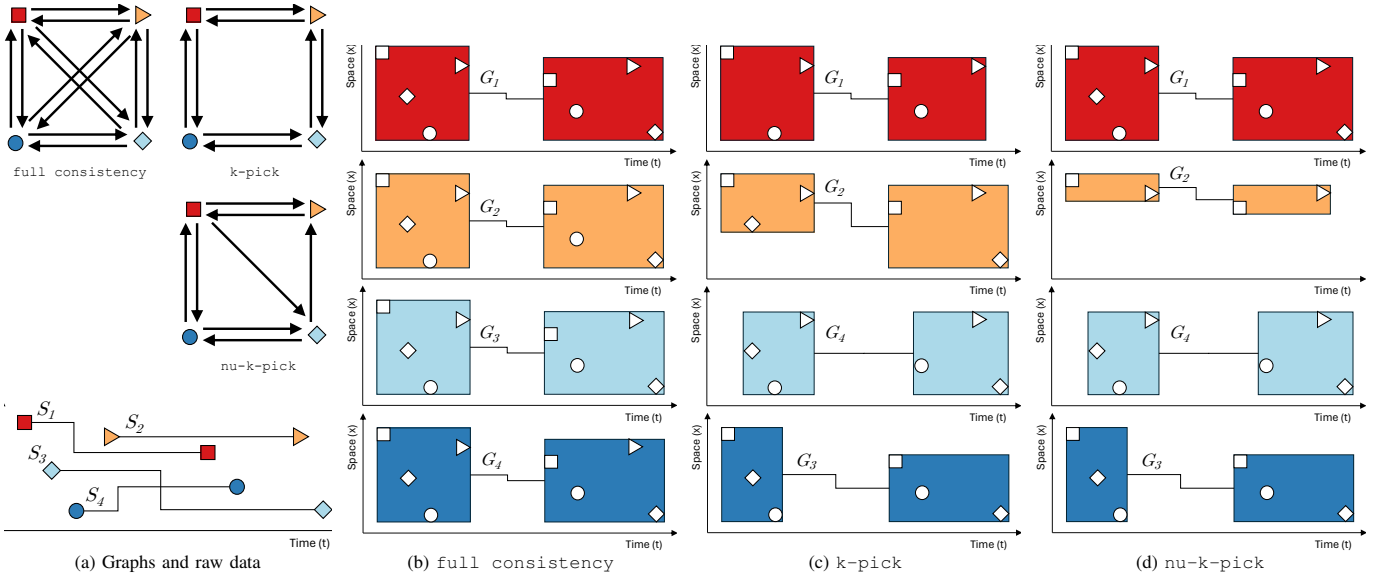 full consistency
k-pick
nu-k-pick
S1
S2
S3
S4
Time (t)
(a) Graphs and raw data
Space (x)
G1
Time (t)
Space (x)
G2
Time (t)
Space (x)
G3
Time (t)
Space (x)
G4
Time (t)
(b) full consistency
Space (x)
G1
Time (t)
Space (x)
G2
Time (t)
Space (x)
G4
Time (t)
Space (x)
G3
Time (t)
(c) k-pick
Space (x)
G1
Time (t)
Space (x)
G2
Time (t)
Space (x)
G4
Time (t)
Space (x)
G3
Time (t)
(d) nu-k-pick